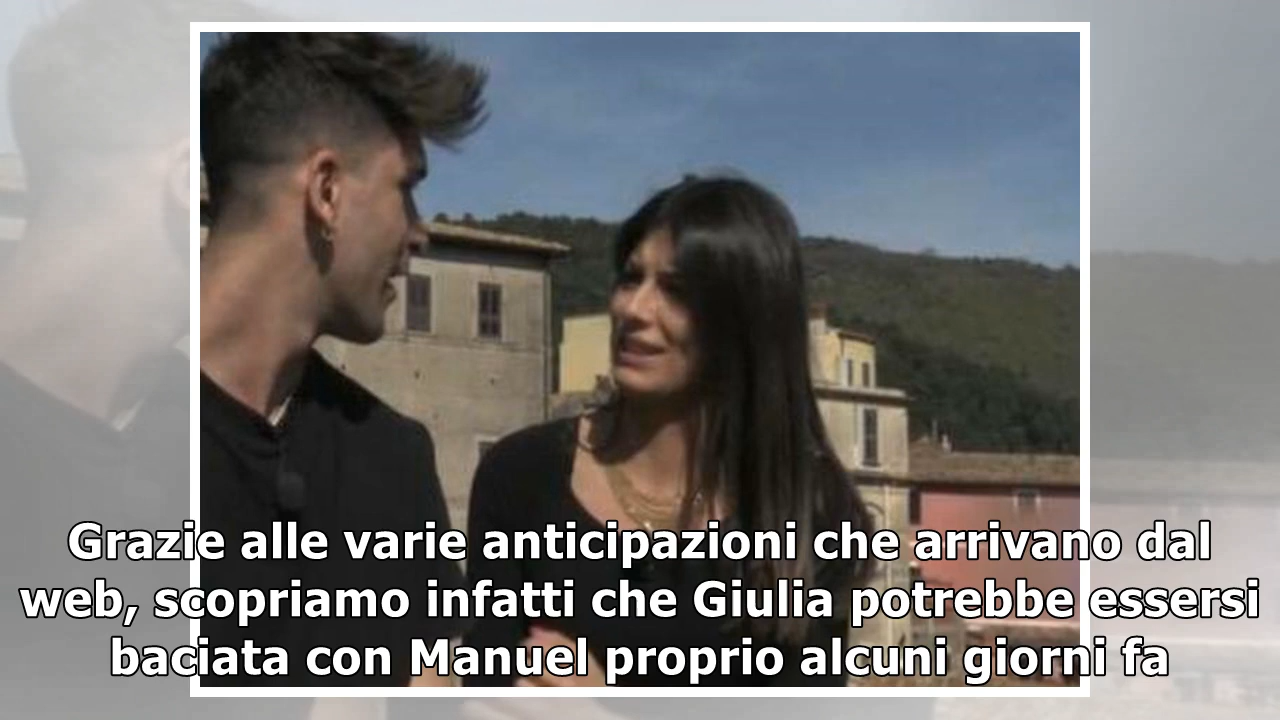 Grazie alle varie anticipazioni che arrivano dal
web, scopriamo infatti che Giulia potrebbe essersi
baciata con Manuel proprio alcuni giorni fa